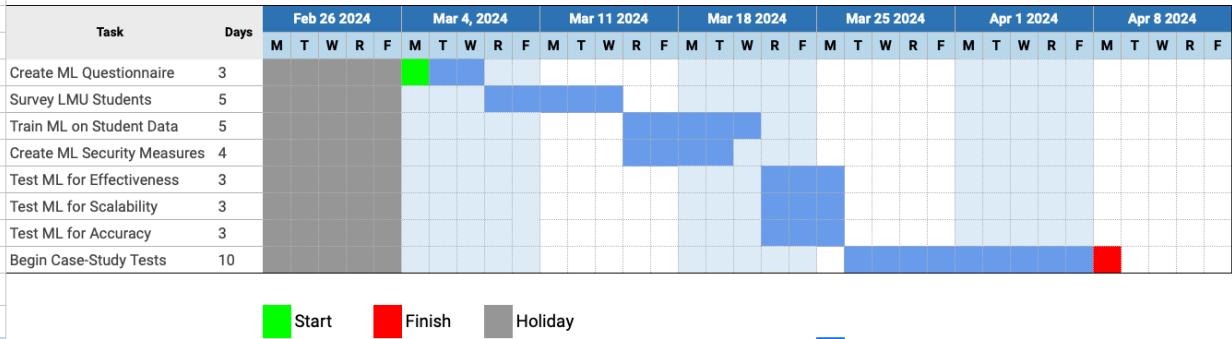 Task Days Feb 26 2024 Mar 4, 2024 Mar 11 2024 Mar 18 2024 Mar 25 2024 Apr 1 2024 Apr 8 2024
M T W R F M T W R F M T W R F M T W R F M T W R F M T W R F M T W R F
Create ML Questionnaire 3
Survey LMU Students 5
Train ML on Student Data 5
Create ML Security Measures 4
Test ML for Effectiveness 3
Test ML for Scalability 3
Test ML for Accuracy 3
Begin Case-Study Tests 10
Start Finish Holiday